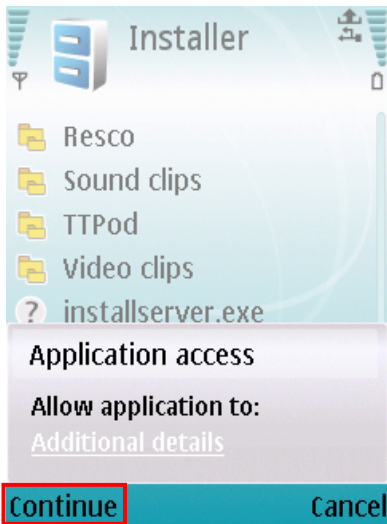 Installer
Resco
Sound clips
TTPod
Video clips
installserver.exe
Application access
Allow application to:
Additional details
Continue
Cancel